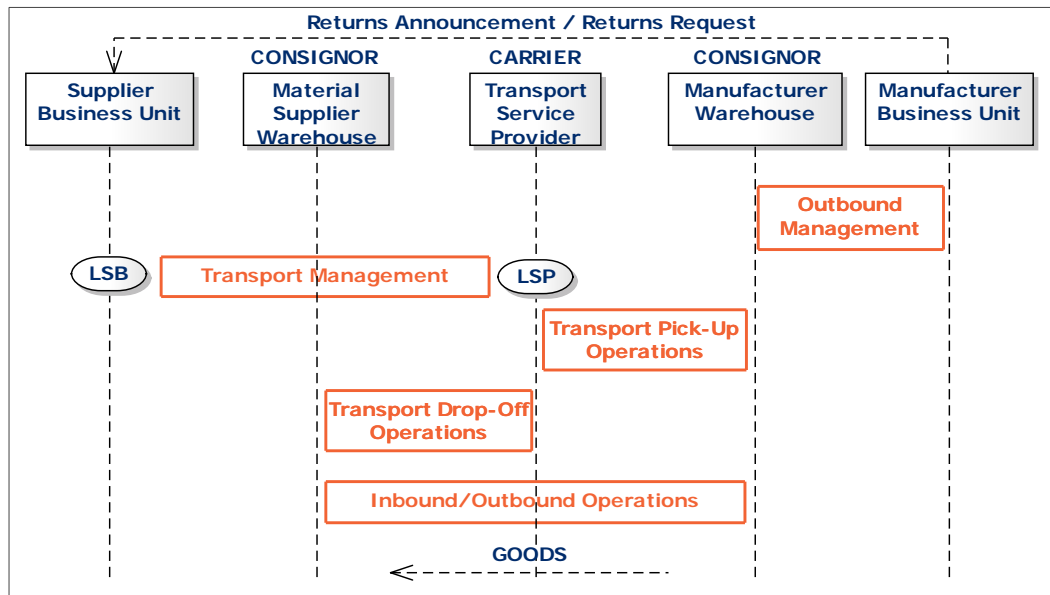 Returns Announcement / Returns Request
CONSIGNOR
CARRIER
CONSIGNOR
Supplier
Business Unit
Material
Supplier
Warehouse
Transport
Service
Provider
Manufacturer
Warehouse
Manufacturer
Business Unit
Outbound
Management
LSB
Transport Management
LSP
Transport Pick-Up
Operations
Transport Drop-Off
Operations
Inbound/Outbound Operations
GOODS